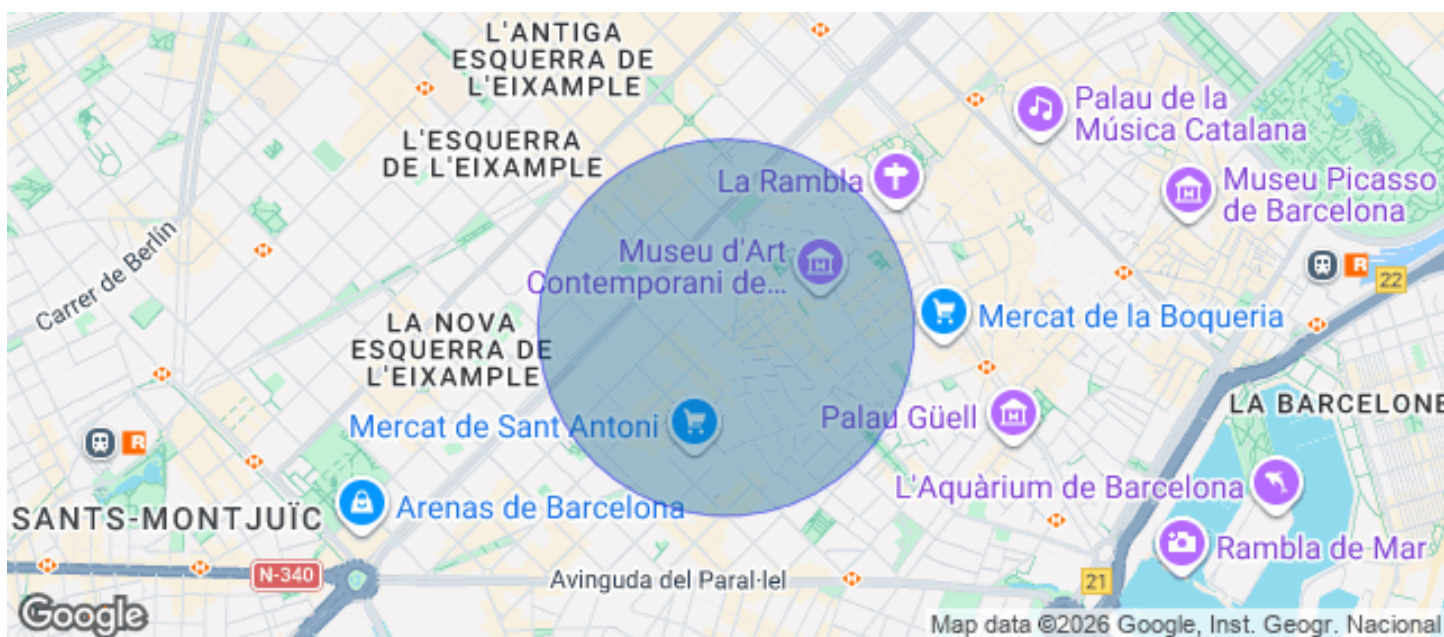 L'ANTIGA
ESQUERRA DE
L'EIXAMPLE
Palau de la
Música Catalana
L'ESQUERRA
DE L'EIXAMPLE
La Rambla
Museu Picasso
de Barcelona
Carrer de Berlín
Museu d'Art
Contemporani de...
R
22
LA NOVA
ESQUERRA DE
L'EIXAMPLE
Mercat de la Boqueria
Mercat de Sant Antoni
Palau Güell
LA BARCELONE
R
L'Aquàrium de Barcelona
SANTS-MONTJUÏC
Arenas de Barcelona
Rambla de Mar
N-340
Avinguda del Paral·lel
21
Google
Map data ©2026 Google, Inst. Geogr. Nacional